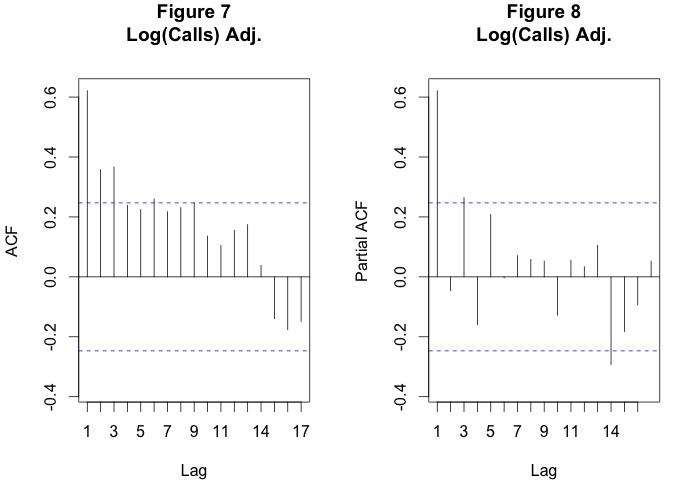 Figure 7
Log(Calls) Adj.
ACF
0.6
0.4
0.2
0.0
-0.2
-0.4
1 3 5 7 9 11 14 17
Lag
Figure 8
Log(Calls) Adj.
Partial ACF
0.6
0.4
0.2
0.0
-0.2
-0.4
1 3 5 7 9 11 14
Lag